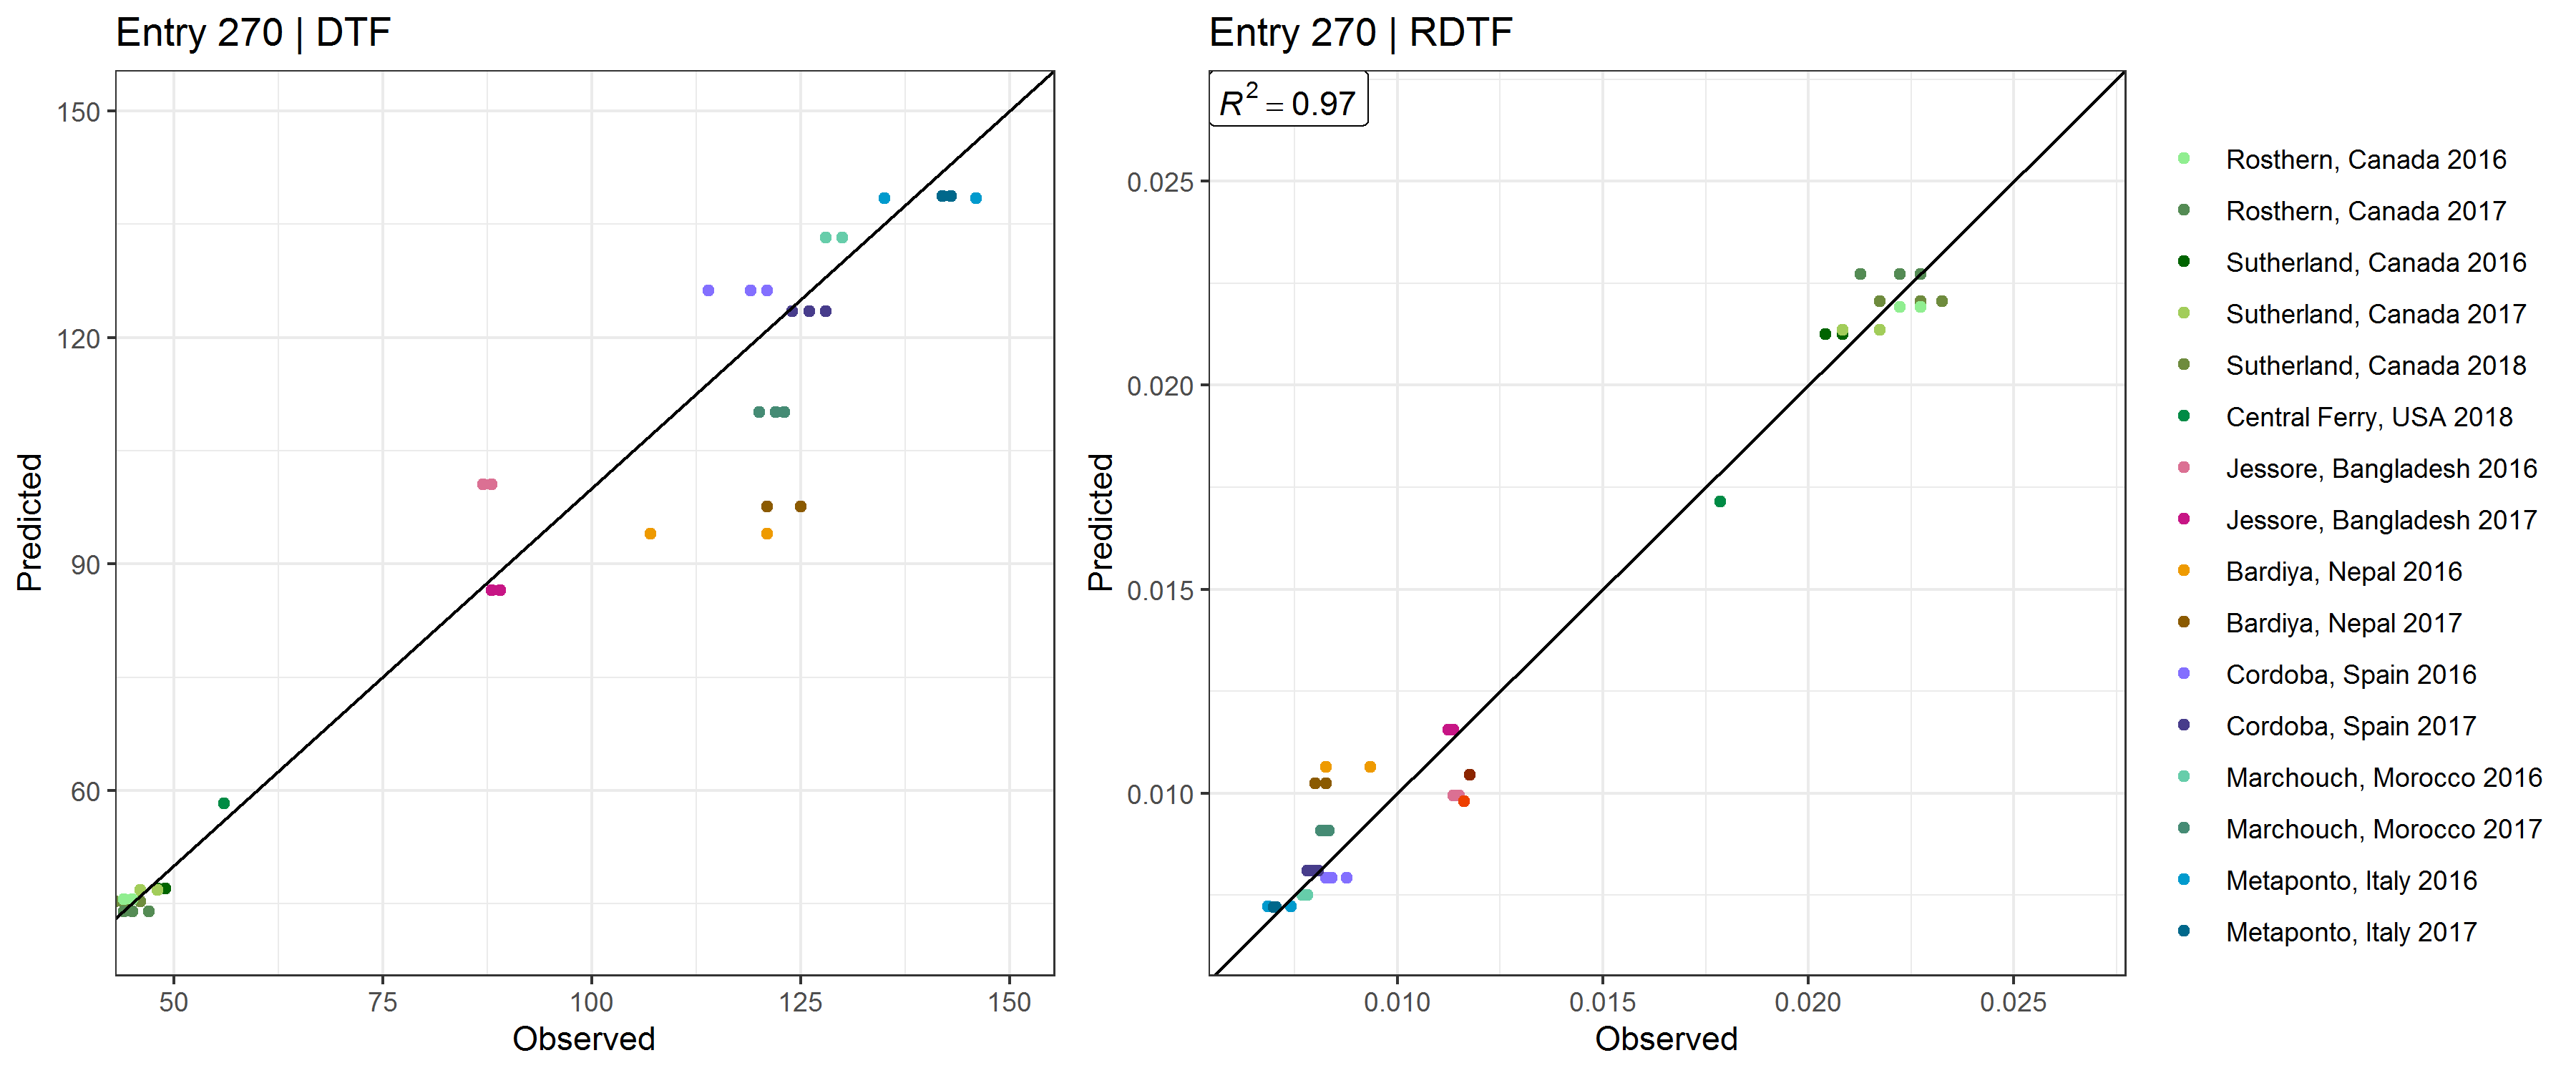 Entry 270 | DTF
150
120
90
60
Predicted
50 75 100 125 150
Observed
Entry 270 | RDTF
R² = 0.97
0.025
0.020
0.015
0.010
Predicted
0.010 0.015 0.020 0.025
Observed
Rosthern, Canada 2016
Rosthern, Canada 2017
Sutherland, Canada 2016
Sutherland, Canada 2017
Sutherland, Canada 2018
Central Ferry, USA 2018
Jessore, Bangladesh 2016
Jessore, Bangladesh 2017
Bardiya, Nepal 2016
Bardiya, Nepal 2017
Cordoba, Spain 2016
Cordoba, Spain 2017
Marchouch, Morocco 2016
Marchouch, Morocco 2017
Metaponto, Italy 2016
Metaponto, Italy 2017